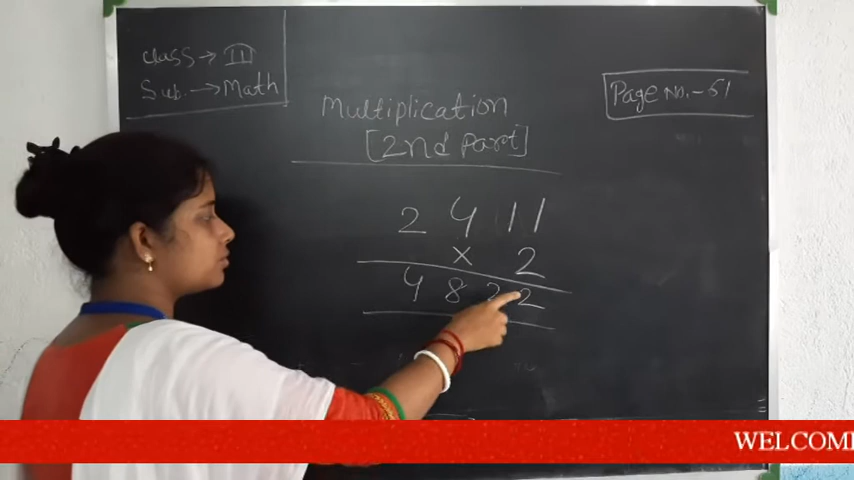 class → III
Sub. → Math
Page No. - 51
Multiplication
[2nd Part]
2 4 1 1
× 2
4 8 2 2
WELCOM